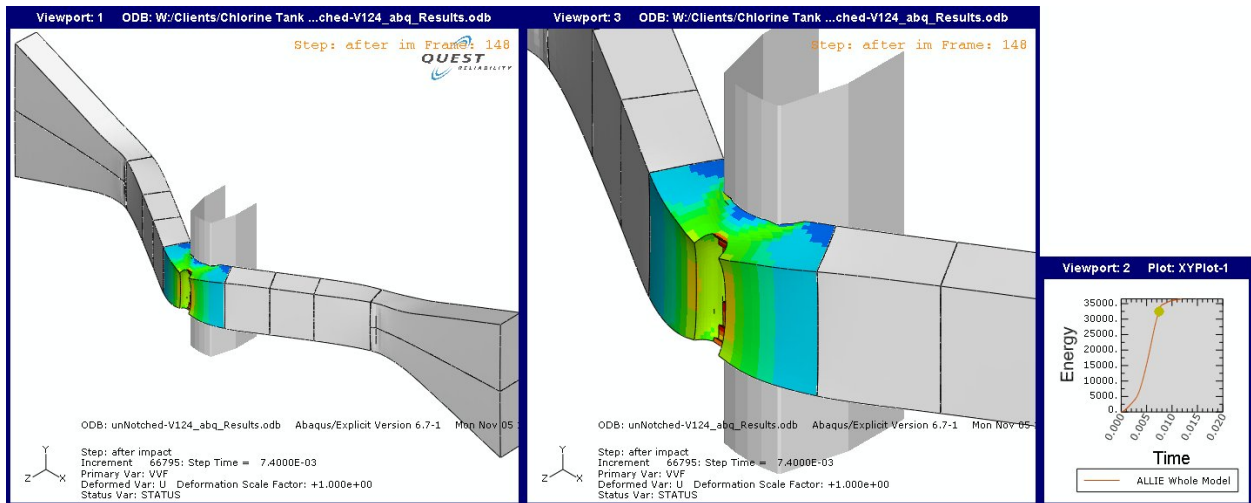 Viewport: 1 ODB: W:/Clients/Chlorine Tank ...ched-V124_abq_Results.odb
Step: after im Frame: 148
QUEST
RELIABILITY
ODB: unNotched-V124_abq_Results.odb Abaqus/Explicit Version 6.7-1 Mon Nov 05
Y
Z X
Step: after impact
Increment 66795: Step Time = 7.4000E-03
Primary Var: VVF
Deformed Var: U Deformation Scale Factor: +1.000e+00
Status Var: STATUS
Viewport: 3 ODB: W:/Clients/Chlorine Tank ...ched-V124_abq_Results.odb
Step: after im Frame: 148
ODB: unNotched-V124_abq_Results.odb Abaqus/Explicit Version 6.7-1 Mon Nov 05
Y
Z X
Step: after impact
Increment 66795: Step Time = 7.4000E-03
Primary Var: VVF
Deformed Var: U Deformation Scale Factor: +1.000e+00
Status Var: STATUS
Viewport: 2 Plot: XYPlot-1
Energy
35000.
30000.
25000.
20000.
15000.
10000.
5000.
0.
0.000 0.005 0.010 0.015 0.020
Time
ALLIE Whole Model